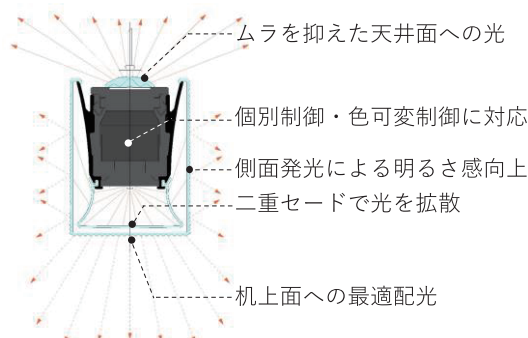 ムラを抑えた天井面への光
個別制御・色可変制御に対応
側面発光による明るさ感向上
二重セードで光を拡散
机上面への最適配光